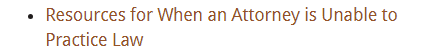 Resources for When an Attorney is Unable to
Practice Law